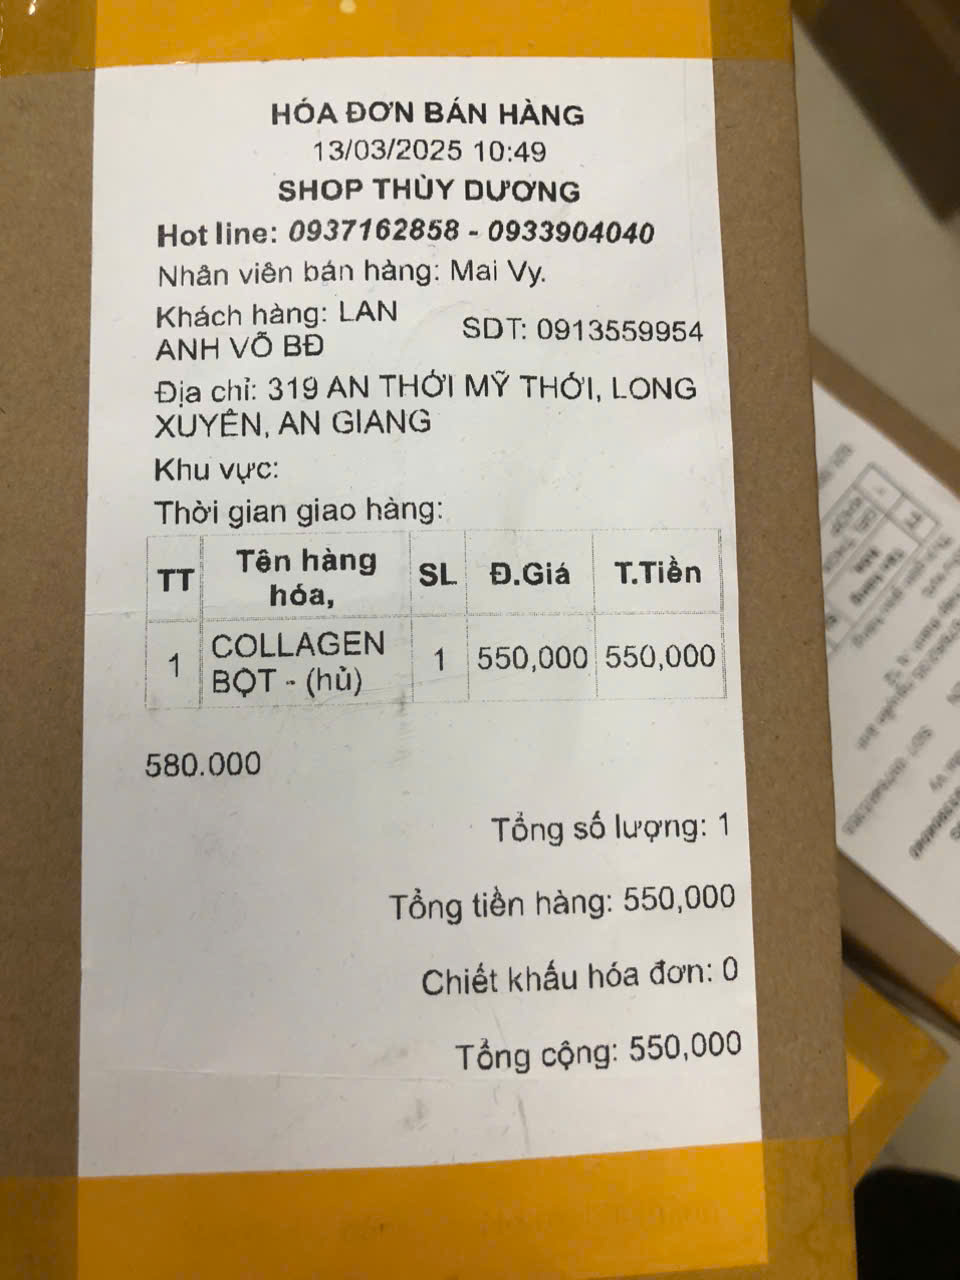 HÓA ĐƠN BÁN HÀNG
13/03/2025 10:49
SHOP THÙY DƯƠNG
Hot line: 0937162858 - 0933904040
Nhân viên bán hàng: Mai Vy.
Khách hàng: LAN
ANH VÕ BĐ
SDT: 0913559954
Địa chỉ: 319 AN THỚI MỸ THỚI, LONG
XUYÊN, AN GIANG
Khu vực:
Thời gian giao hàng:
TT Tên hàng hóa, SL Đ.Giá T.Tiền
1 COLLAGEN BỘT - (hủ) 1 550,000 550,000
580.000
Tổng số lượng: 1
Tổng tiền hàng: 550,000
Chiết khấu hóa đơn: 0
Tổng cộng: 550,000